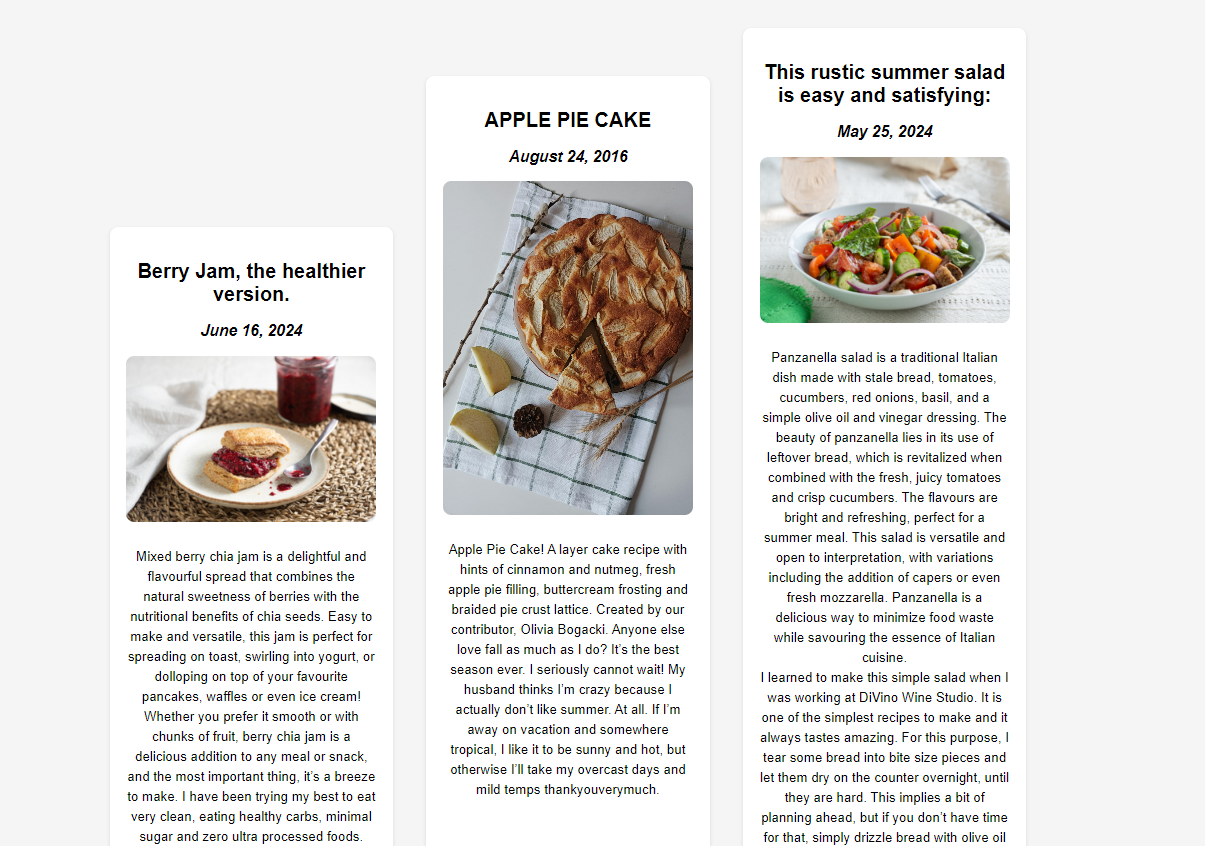 Berry Jam, the healthier
version.
June 16, 2024
Mixed berry chia jam is a delightful and
flavourful spread that combines the
natural sweetness of berries with the
nutritional benefits of chia seeds. Easy to
make and versatile, this jam is perfect for
spreading on toast, swirling into yogurt, or
dolloping on top of your favourite
pancakes, waffles or even ice cream!
Whether you prefer it smooth or with
chunks of fruit, berry chia jam is a
delicious addition to any meal or snack,
and the most important thing, it’s a breeze
to make. I have been trying my best to eat
very clean, eating healthy carbs, minimal
sugar and zero ultra processed foods.
APPLE PIE CAKE
August 24, 2016
Apple Pie Cake! A layer cake recipe with
hints of cinnamon and nutmeg, fresh
apple pie filling, buttercream frosting and
braided pie crust lattice. Created by our
contributor, Olivia Bogacki. Anyone else
love fall as much as I do? It’s the best
season ever. I seriously cannot wait! My
husband thinks I’m crazy because I
actually don’t like summer. At all. If I’m
away on vacation and somewhere
tropical, I like it to be sunny and hot, but
otherwise I’ll take my overcast days and
mild temps thankyouverymuch.
This rustic summer salad
is easy and satisfying:
May 25, 2024
Panzanella salad is a traditional Italian
dish made with stale bread, tomatoes,
cucumbers, red onions, basil, and a
simple olive oil and vinegar dressing. The
beauty of panzanella lies in its use of
leftover bread, which is revitalized when
combined with the fresh, juicy tomatoes
and crisp cucumbers. The flavours are
bright and refreshing, perfect for a
summer meal. This salad is versatile and
open to interpretation, with variations
including the addition of capers or even
fresh mozzarella. Panzanella is a
delicious way to minimize food waste
while savouring the essence of Italian
cuisine.
I learned to make this simple salad when I
was working at DiVino Wine Studio. It is
one of the simplest recipes to make and it
always tastes amazing. For this purpose, I
tear some bread into bite size pieces and
let them dry on the counter overnight, until
they are hard. This implies a bit of
planning ahead, but if you don’t have time
for that, simply drizzle bread with olive oil